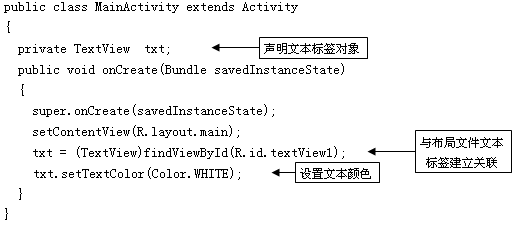 public class MainActivity extends Activity
{
private TextView txt;
声明文本标签对象
public void onCreate(Bundle savedInstanceState)
{
super.onCreate(savedInstanceState);
setContentView(R.layout.main);
txt = (TextView)findViewById(R.id.textView1);
与布局文件文本
标签建立关联
txt.setTextColor(Color.WHITE);
设置文本颜色
}
}